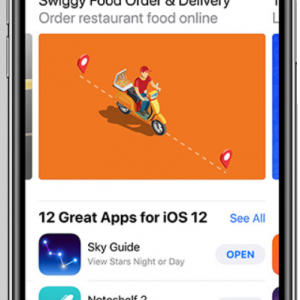 Swiggy Food Order & Delivery
Order restaurant food online
12 Great Apps for iOS 12
See All
Sky Guide
View Stars Night or Day
OPEN
Noteshelf 2